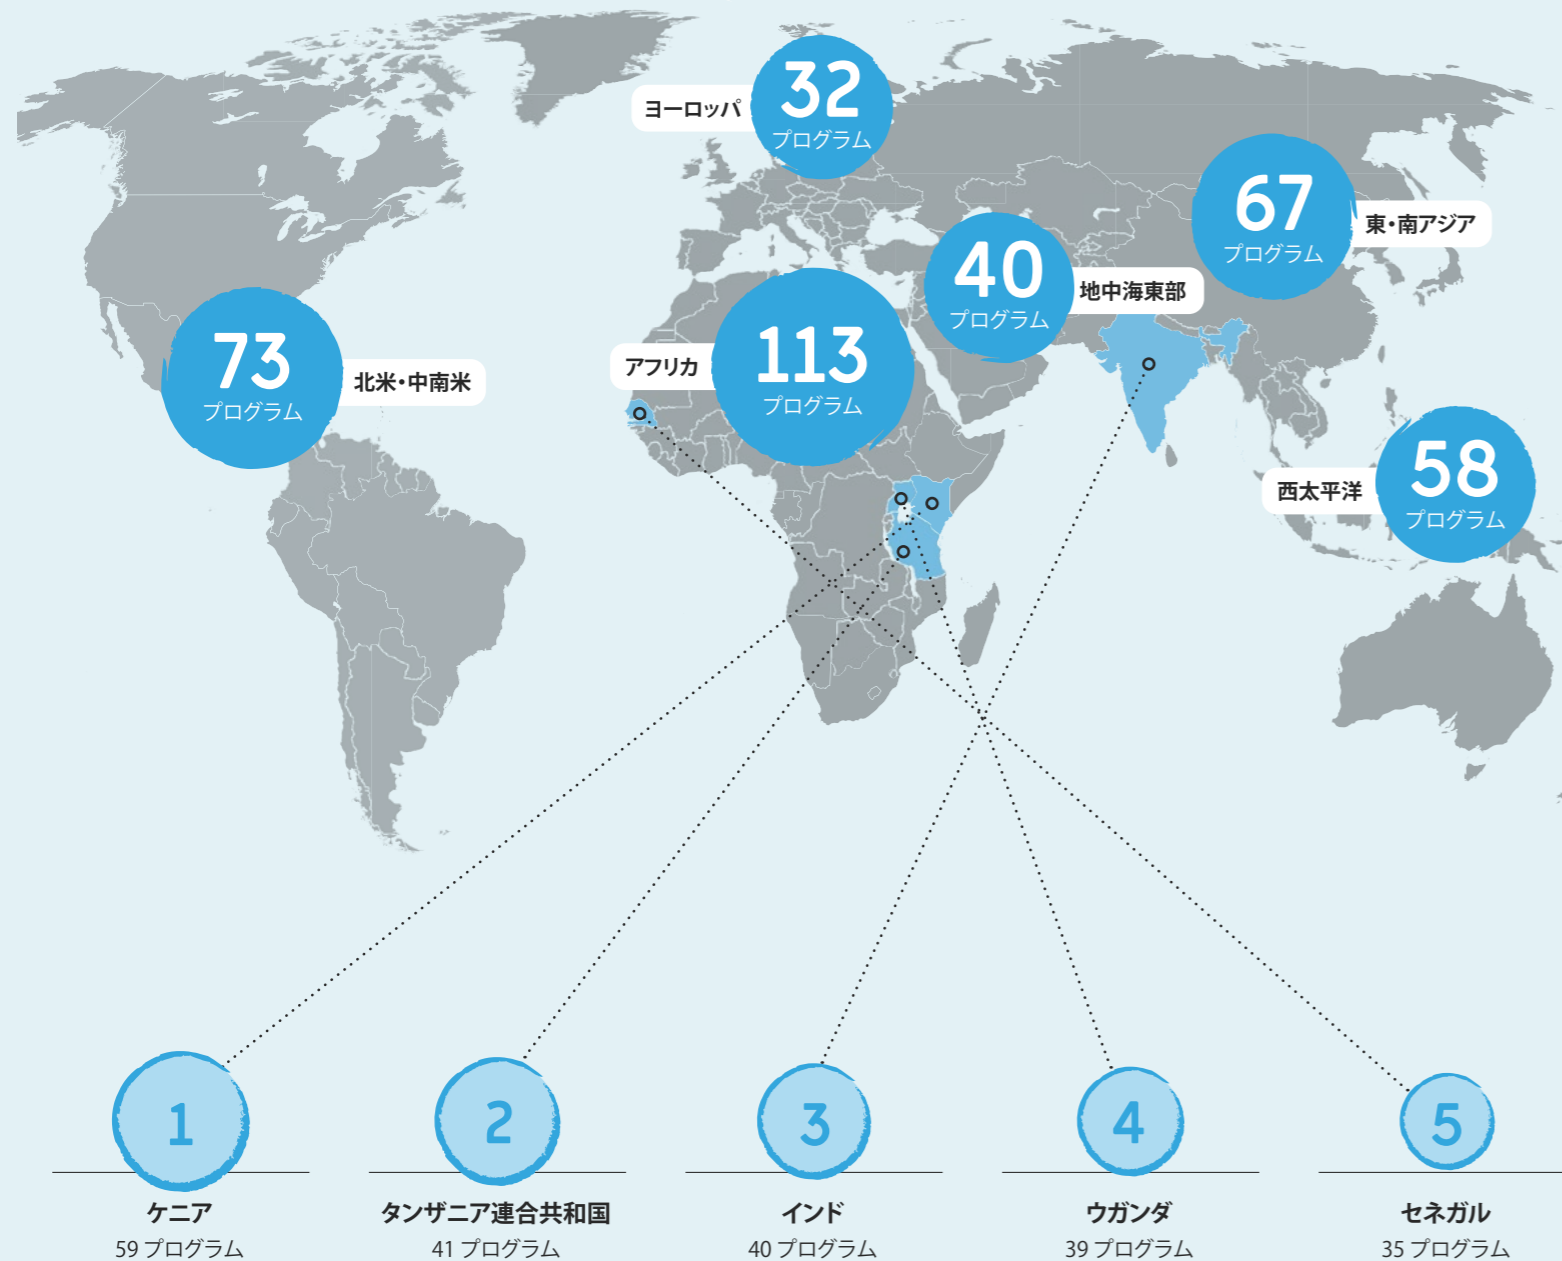 32
プログラム
ヨーロッパ
67
プログラム
東・南アジア
40
プログラム
地中海東部
73
プログラム
北米・中南米
アフリカ
113
プログラム
西太平洋
58
プログラム
1
ケニア
59 プログラム
2
タンザニア連合共和国
41 プログラム
3
インド
40 プログラム
4
ウガンダ
39 プログラム
5
セネガル
35 プログラム